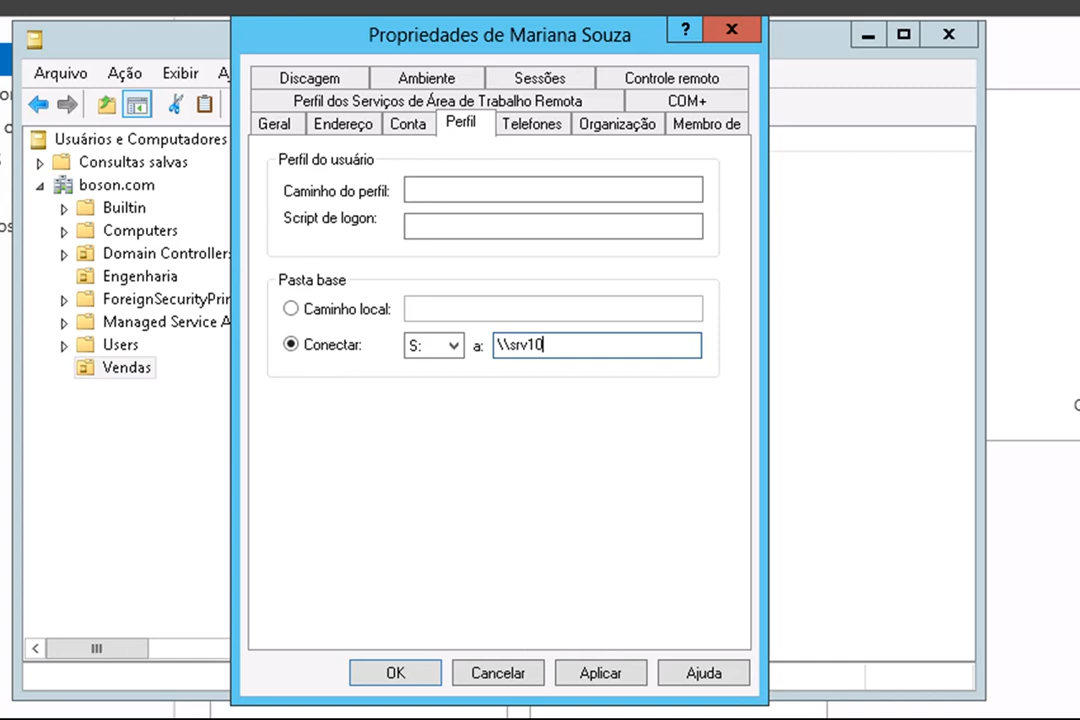 Propriedades de Mariana Souza
?
x
Arquivo Ação Exibir
Discagem Ambiente Sessões Controle remoto
Perfil dos Serviços de Área de Trabalho Remota COM+
Geral Endereço Conta Perfil Telefones Organização Membro de
Usuários e Computadores
Consultas salvas
boson.com
Builtin
Computers
Domain Controllers
Engenharia
ForeignSecurityPrin
Managed Service A
Users
Vendas
Perfil do usuário
Caminho do perfil:
Script de logon:
Pasta base
Caminho local:
Conectar: S: a: \\srv10
OK Cancelar Aplicar Ajuda